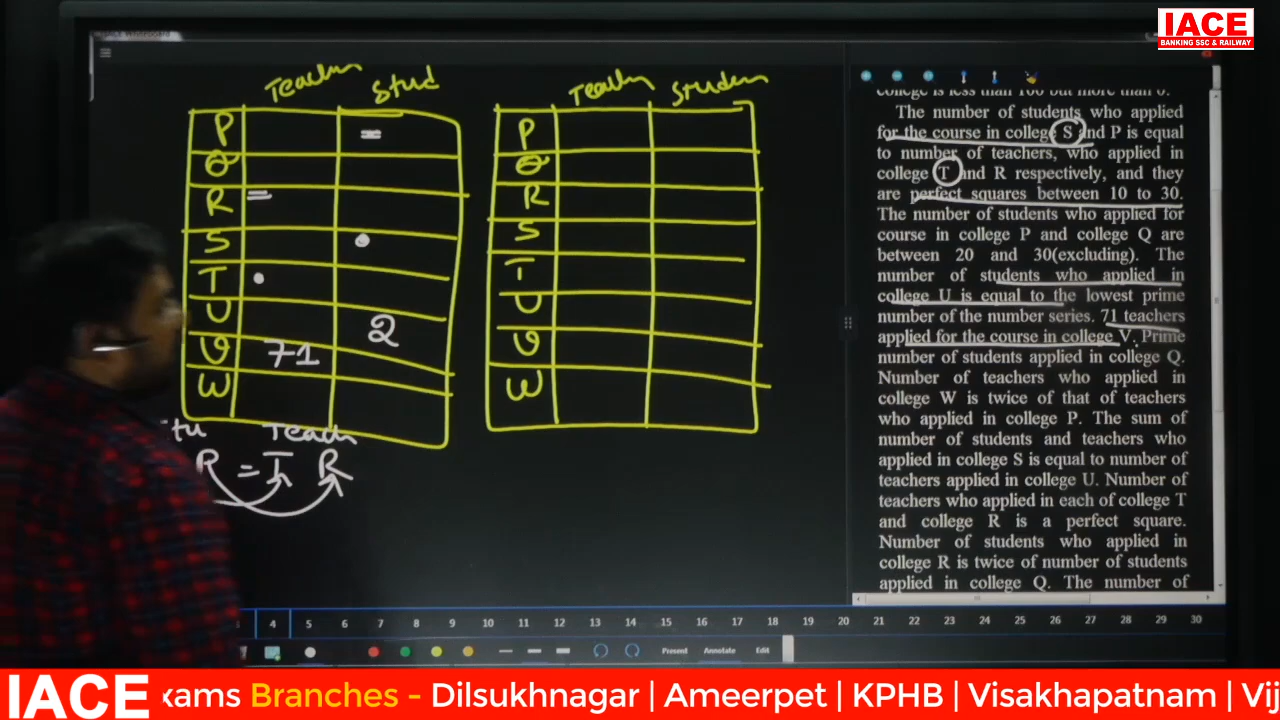 IACE
BANKING SSC & RAILWAY
Teachers Stud
P
Q
R
S
T
U 2
V 71
W
Teach
R = T R
Teachers Students
P
Q
R
S
T
U
V
W
college is less than 100 but more than 0.
The number of students who applied
for the course in college S and P is equal
to number of teachers, who applied in
college T and R respectively, and they
are perfect squares between 10 to 30.
The number of students who applied for
course in college P and college Q are
between 20 and 30(excluding). The
number of students who applied in
college U is equal to the lowest prime
number of the number series. 71 teachers
applied for the course in college V. Prime
number of students applied in college Q.
Number of teachers who applied in
college W is twice of that of teachers
who applied in college P. The sum of
number of students and teachers who
applied in college S is equal to number of
teachers applied in college U. Number of
teachers who applied in each of college T
and college R is a perfect square.
Number of students who applied in
college R is twice of number of students
applied in college Q. The number of
4 5 6 7 8 9 10 11 12 13 14 15 16 17 18 19 20 21 22 23 24 25 26 27 28 29 30
Present Annotate Edit
IACE xams Branches - Dilsukhnagar | Ameerpet | KPHB | Visakhapatnam | Vij